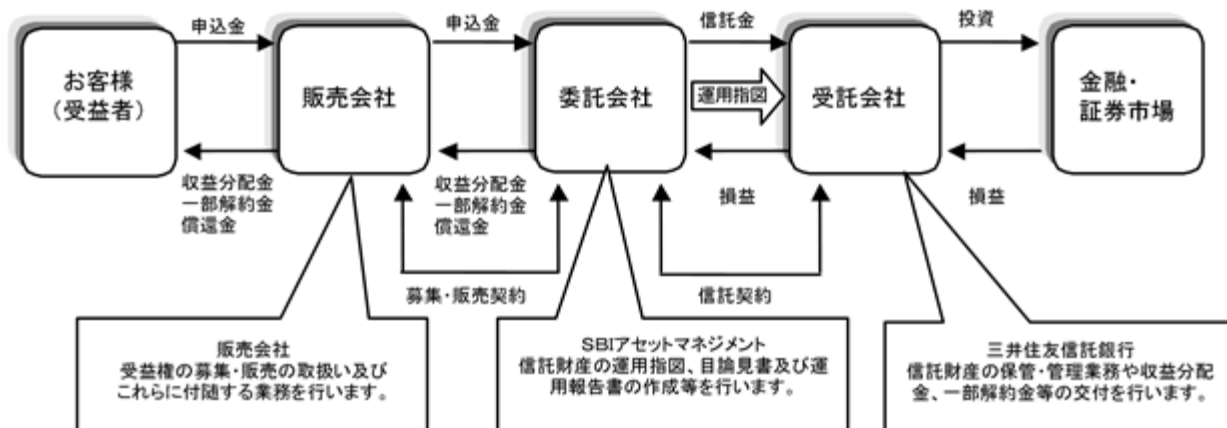 申込金
申込金
信託金
投資
お客様
(受益者)
販売会社
委託会社
運用指図
受託会社
金融・
証券市場
収益分配金
一部解約金
償還金
収益分配金
一部解約金
償還金
損益
損益
募集・販売契約
信託契約
販売会社
受益権の募集・販売の取扱い及び
これらに付随する業務を行います。
SBIアセットマネジメント
信託財産の運用指図、目論見書及び運
用報告書の作成等を行います。
三井住友信託銀行
信託財産の保管・管理業務や収益分配
金、一部解約金等の交付を行います。